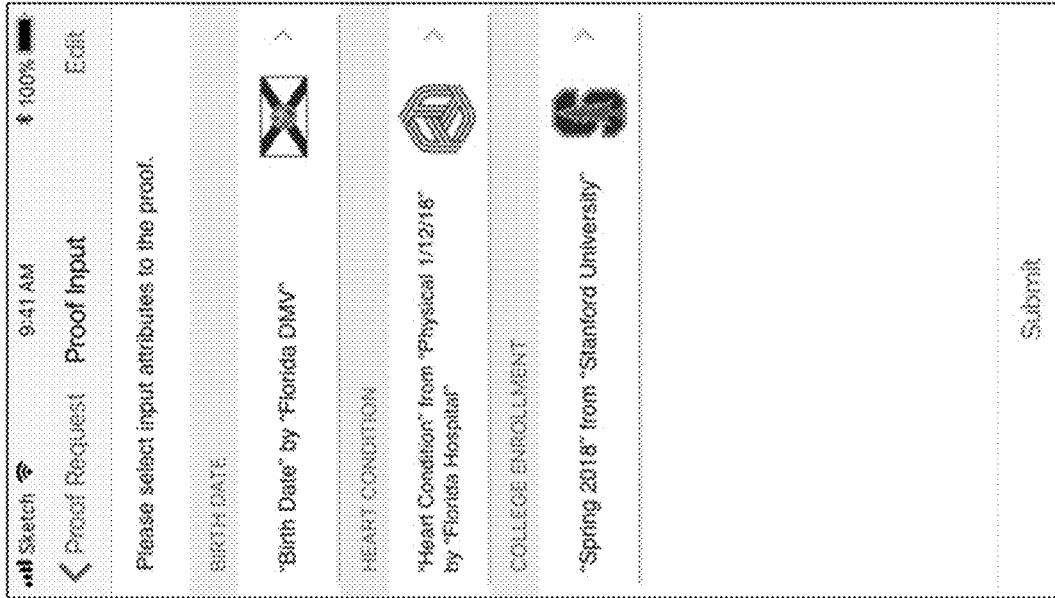 Sketch 9:41 AM 100%
Proof Request Proof Input Edit
Please select input attributes to the proof.
BIRTH DATE
"Birth Date" by "Florida DMV"
HEART CONDITION
"Heart Condition" from "Physical 1/12/18"
by "Florida Hospital"
COLLEGE ENROLLMENT
"Spring 2018" from "Stanford University"
Submit